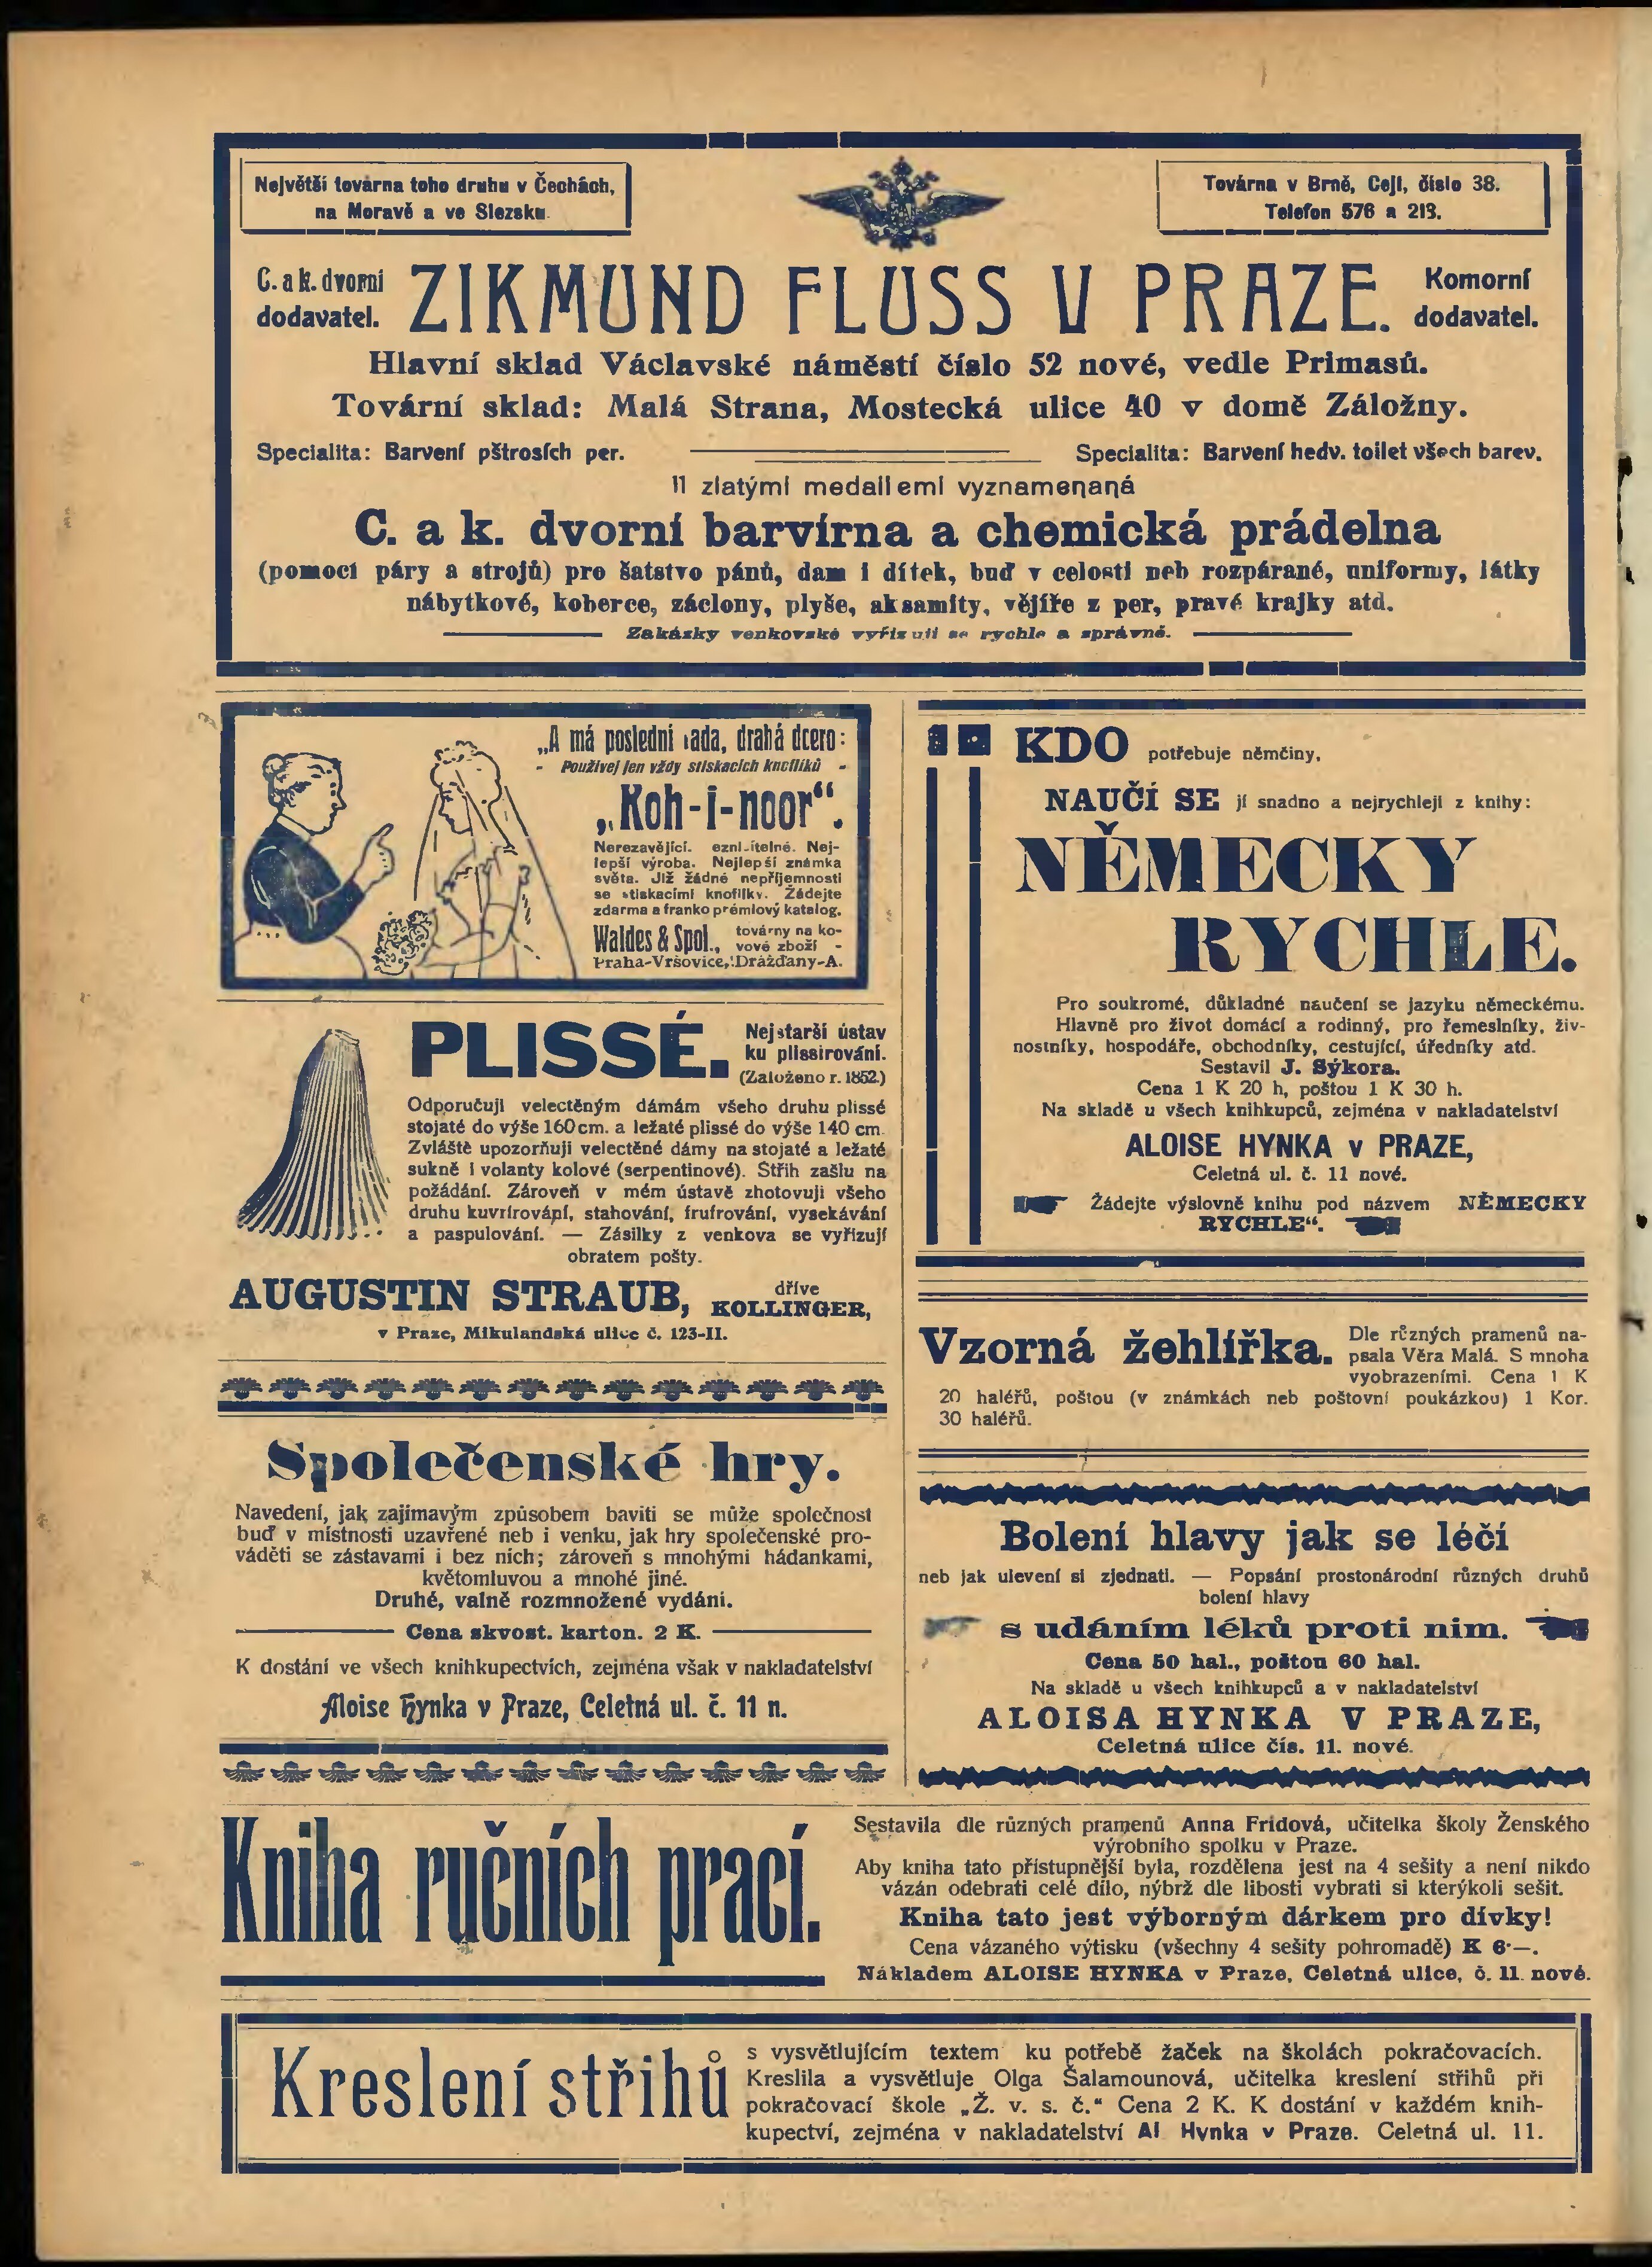 Největší továrna toho druhu v Čechách,
na Moravě a ve Slezsku.
Továrna v Brně, Cejl, číslo 38.
Telefon 576 a 213.
C. a k. dvorní
dodavatel.
ZIKMUND FLUSS V PRAZE.
Komorní
dodavatel.
Hlavní sklad Václavské náměstí číslo 52 nové, vedle Primasů.
Tovární sklad: Malá Strana, Mostecká ulice 40 v domě Záložny.
Specialita: Barvení pštrosích per.
Specialita: Barvení hedv. toilet všech barev.
11 zlatými medailemi vyznamenaná
C. a k. dvorní barvírna a chemická prádelna
(pomocí páry a strojů) pro šatstvo pánů, dam i dítek, buď v celosti neb rozpárané, uniformy, látky
nábytkové, koberce, záclony, plyše, aksamity, vějíře z per, pravé krajky atd.
Zakázky venkovské vyřizují se rychle a správně.
„A má poslední rada, drahá dcero:
- Používej jen vždy stiskacích knoflíků -
„Koh-i-noor“.
Nerezavějící. ezni itelné. Nej-
lepší výroba. Nejlepší známka
světa. Již žádné nepříjemnosti
se stiskacími knoflíky. Žádejte
zdarma a franko prémiový katalog.
Waldes & Spol., továrny na ko-
vové zboží -
Praha-Vršovice, Drážďany-A.
PLISSÉ.
Nejstarší ústav
ku plissirování.
(Založeno r. 1852.)
Odporučuji velectěným dámám všeho druhu plissé
stojaté do výše 160 cm. a ležaté plissé do výše 140 cm.
Zvláště upozorňuji velectěné dámy na stojaté a ležaté
sukně i volanty kolové (serpentinové). Střih zašlu na
požádání. Zároveň v mém ústavě zhotovuji všeho
druhu kuvrírování, stahování, frufrování, vysekávání
a paspulování. — Zásilky z venkova se vyřizují
obratem pošty.
AUGUSTIN STRAUB, dříve
KOLLINGER,
v Praze, Mikulandská ulice č. 123-II.
Společenské hry.
Navedení, jak zajímavým způsobem baviti se může společnost
buď v místnosti uzavřené neb i venku, jak hry společenské pro-
váděti se zástavami i bez nich; zároveň s mnohými hádankami,
květomluvou a mnohé jiné.
Druhé, valně rozmnožené vydání.
Cena skvost. karton. 2 K.
K dostání ve všech knihkupectvích, zejména však v nakladatelství
Aloise Hynka v Praze, Celetná ul. č. 11 n.
KDO potřebuje němčiny,
NAUČÍ SE jí snadno a nejrychleji z knihy:
NĚMECKY
RYCHLE.
Pro soukromé, důkladné naučení se jazyku německému.
Hlavně pro život domácí a rodinný, pro řemeslníky, živ-
nostníky, hospodáře, obchodníky, cestující, úředníky atd.
Sestavil J. Sýkora.
Cena 1 K 20 h, poštou 1 K 30 h.
Na skladě u všech knihkupců, zejména v nakladatelství
ALOISE HYNKA v PRAZE,
Celetná ul. č. 11 nové.
Žádejte výslovně knihu pod názvem NĚMECKY
RYCHLE“.
Vzorná žehlířka.
Dle různých pramenů na-
psala Věra Malá. S mnoha
vyobrazeními. Cena 1 K
20 haléřů, poštou (v známkách neb poštovní poukázkou) 1 Kor.
30 haléřů.
Bolení hlavy jak se léčí
neb jak ulevení si zjednati. — Popsání prostonárodní různých druhů
bolení hlavy
s udáním léků proti nim.
Cena 50 hal., poštou 60 hal.
Na skladě u všech knihkupců a v nakladatelství
ALOISA HYNKA V PRAZE,
Celetná ulice čís. 11. nové.
Kniha ručních prací.
Sestavila dle různých pramenů Anna Fridová, učitelka školy Ženského
výrobního spolku v Praze.
Aby kniha tato přístupnější byla, rozdělena jest na 4 sešity a není nikdo
vázán odebrati celé dílo, nýbrž dle libosti vybrati si kterýkoli sešit.
Kniha tato jest výborným dárkem pro dívky!
Cena vázaného výtisku (všechny 4 sešity pohromadě) K 6·—.
Nákladem ALOISE HYNKA v Praze, Celetná ulice, č. 11. nové.
Kreslení střihů
s vysvětlujícím textem ku potřebě žaček na školách pokračovacích.
Kreslila a vysvětluje Olga Šalamounová, učitelka kreslení střihů při
pokračovací škole „Ž. v. s. č.“ Cena 2 K. K dostání v každém knih-
kupectví, zejména v nakladatelství Al Hynka v Praze. Celetná ul. 11.